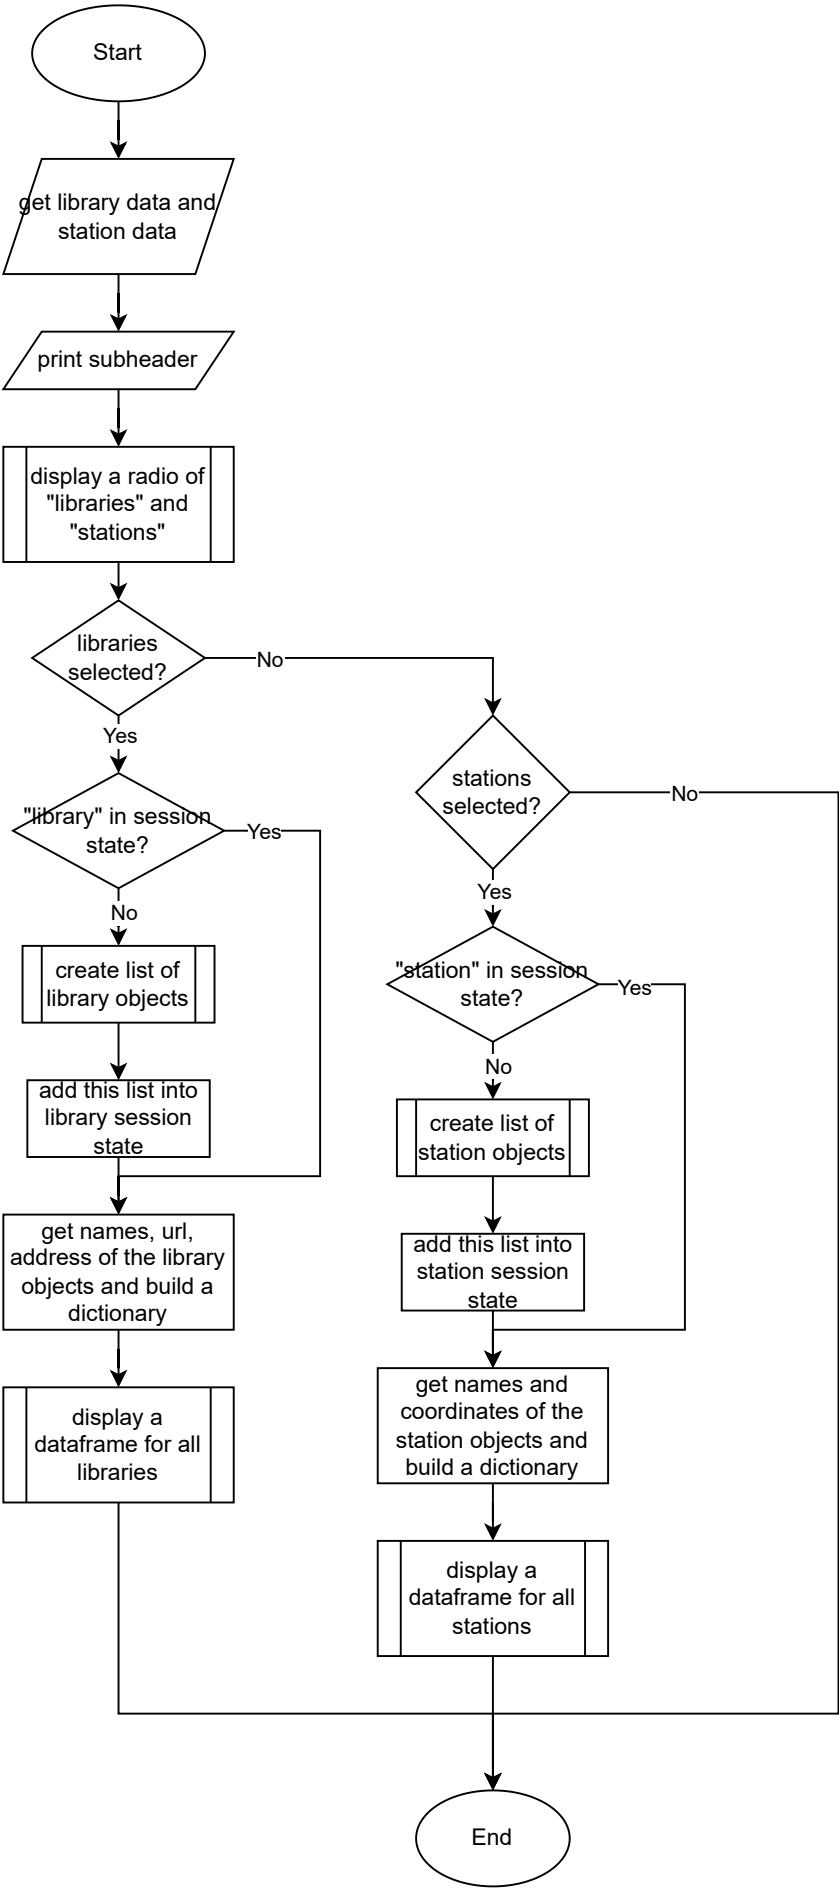 Start
get library data and
station data
print subheader
display a radio of
"libraries" and
"stations"
libraries
selected?
No
Yes
"library" in session
state?
Yes
No
create list of
library objects
add this list into
library session
state
get names, url,
address of the library
objects and build a
dictionary
display a
dataframe for all
libraries
stations
selected?
No
Yes
"station" in session
state?
Yes
No
create list of
station objects
add this list into
station session
state
get names and
coordinates of the
station objects and
build a dictionary
display a
dataframe for all
stations
End